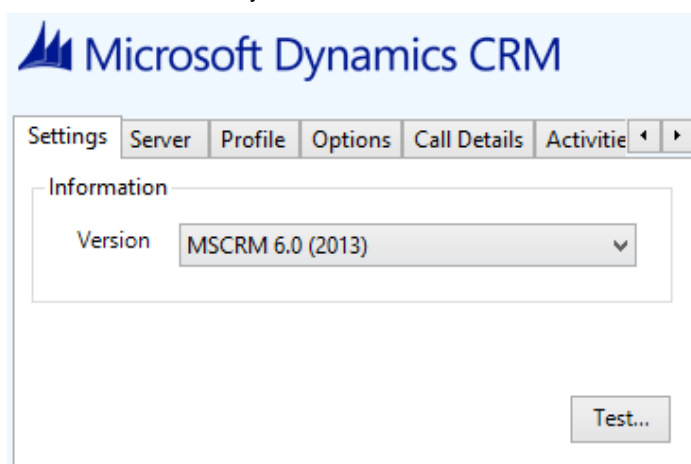 Microsoft Dynamics CRM
Settings Server Profile Options Call Details Activitie
Information
Version MSCRM 6.0 (2013)
Test...